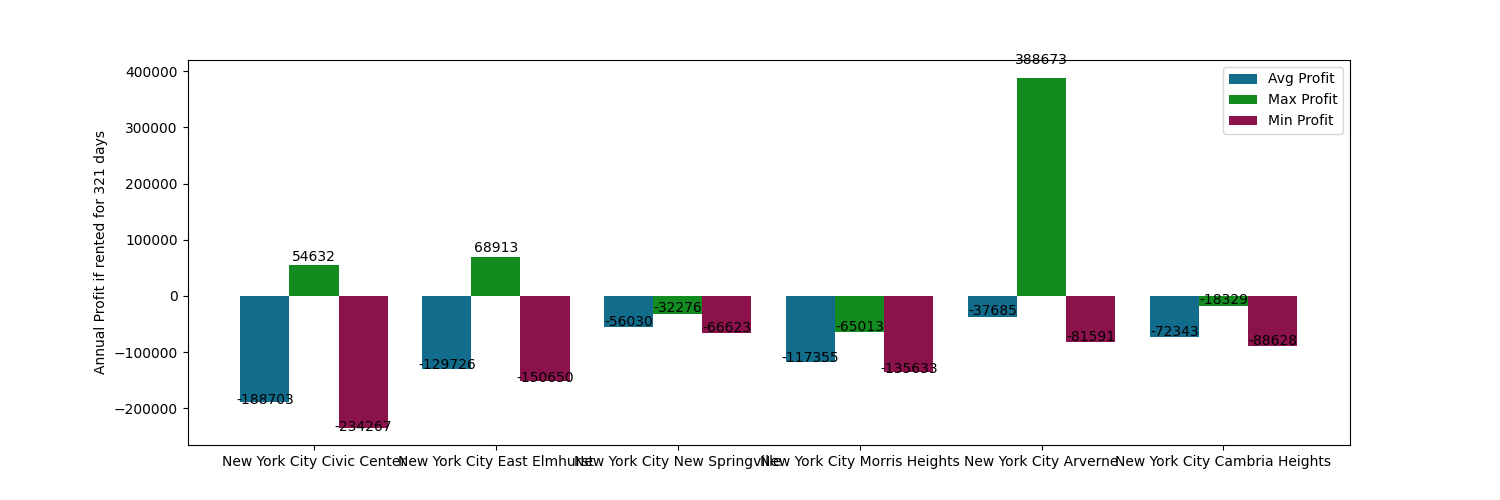 388673
400000
300000
200000
100000
0
−100000
−200000
Annual Profit if rented for 321 days
Avg Profit
Max Profit
Min Profit
54632
68913
-32276
-65013
-18329
-188703
-129726
-56030
-117355
-37685
-72343
-234267
-150650
-66623
-135633
-81591
-88628
New York City Civic Center
New York City East Elmhurst
New York City New Springville
New York City Morris Heights
New York City Arverne
New York City Cambria Heights